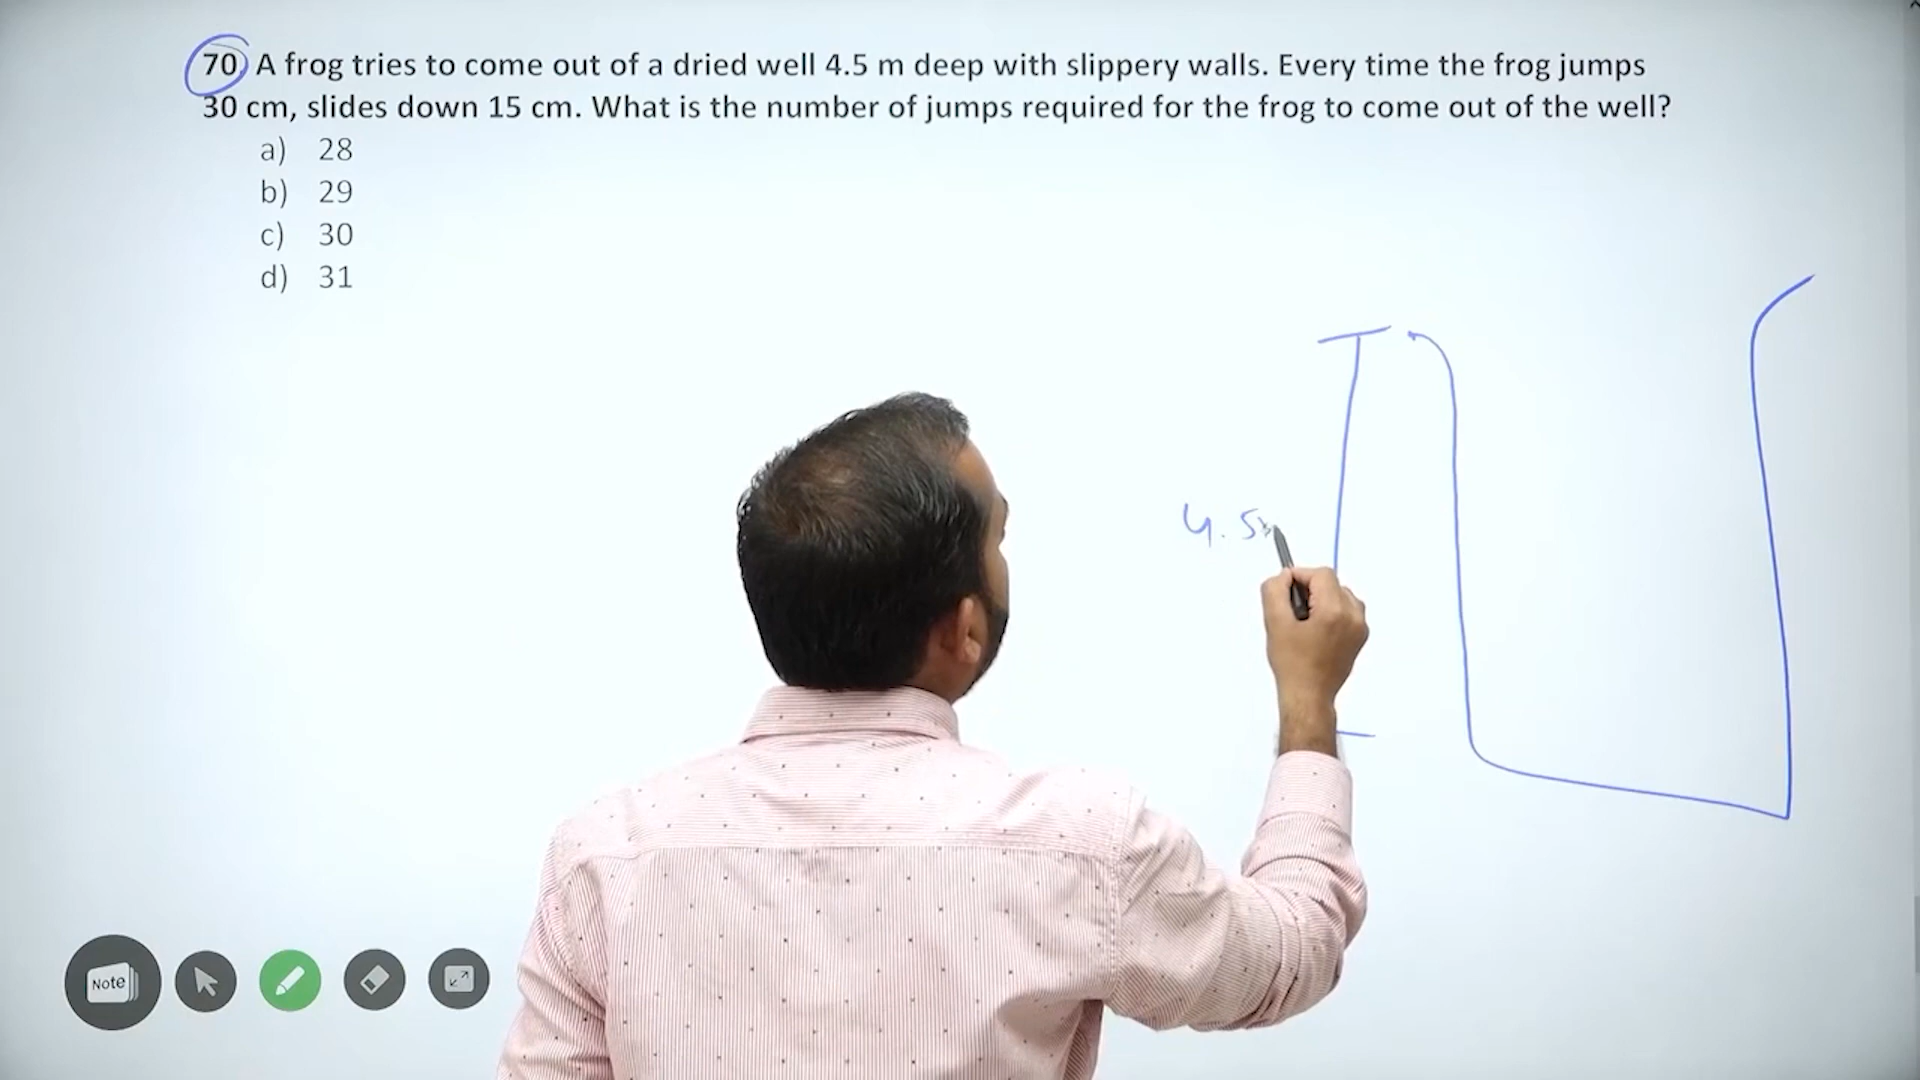 70. A frog tries to come out of a dried well 4.5 m deep with slippery walls. Every time the frog jumps
30 cm, slides down 15 cm. What is the number of jumps required for the frog to come out of the well?
a) 28
b) 29
c) 30
d) 31
4.5
Note